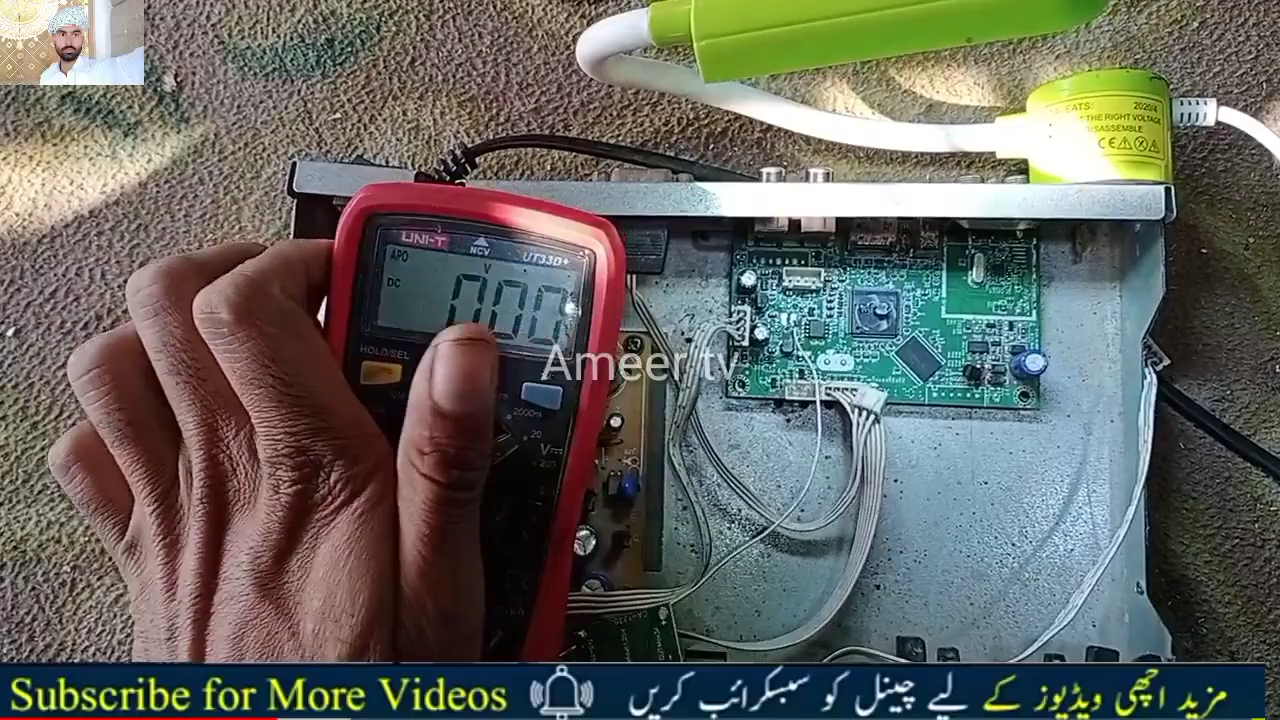 EATS: 2020/4
THE RIGHT VOLTAGE
DISASSEMBLE
UNI-T
NCV
UT33D+
APO
V
DC
000
HOLD/SEL
2000m
20
V
200
Ameer tv
Subscribe for More Videos
مزید اچھی ویڈیوز کے لیے چینل کو سبسکرائب کریں